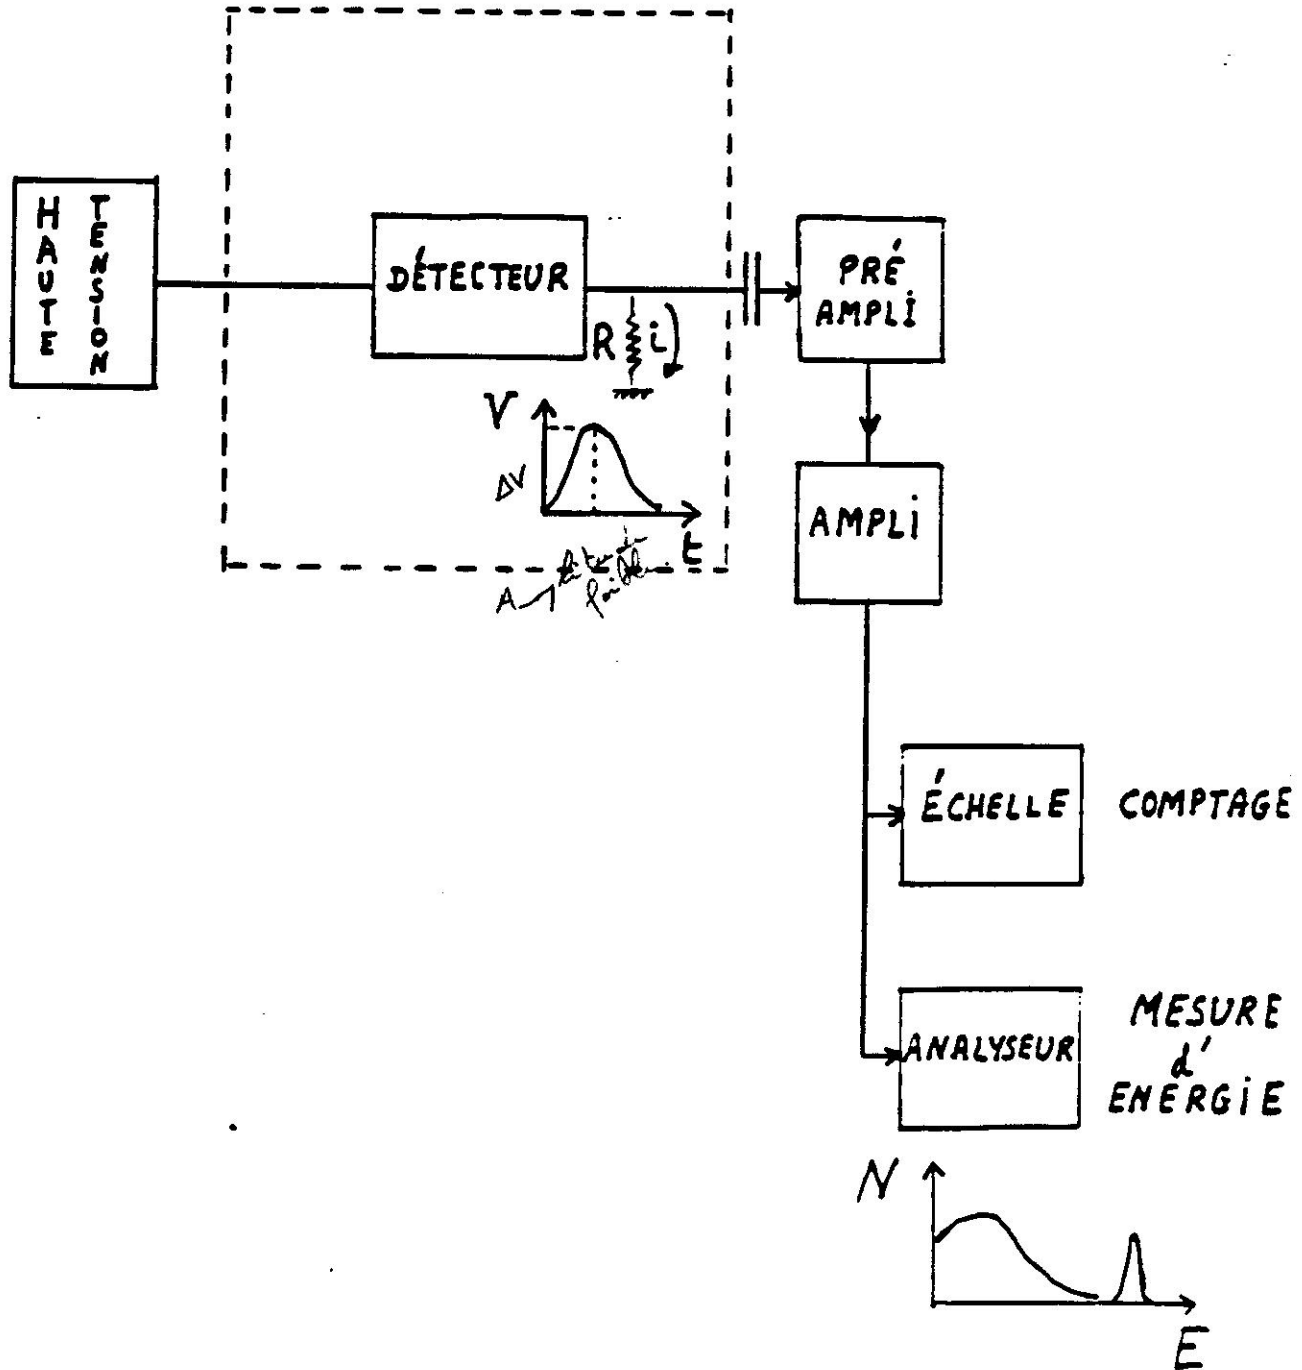 HAUTE
TENSION
DÉTECTEUR
R
i
PRÉ
AMPLI
V
ΔV
t
AMPLI
ÉCHELLE
COMPTAGE
ANALYSEUR
MESURE
d'
ENERGIE
N
E